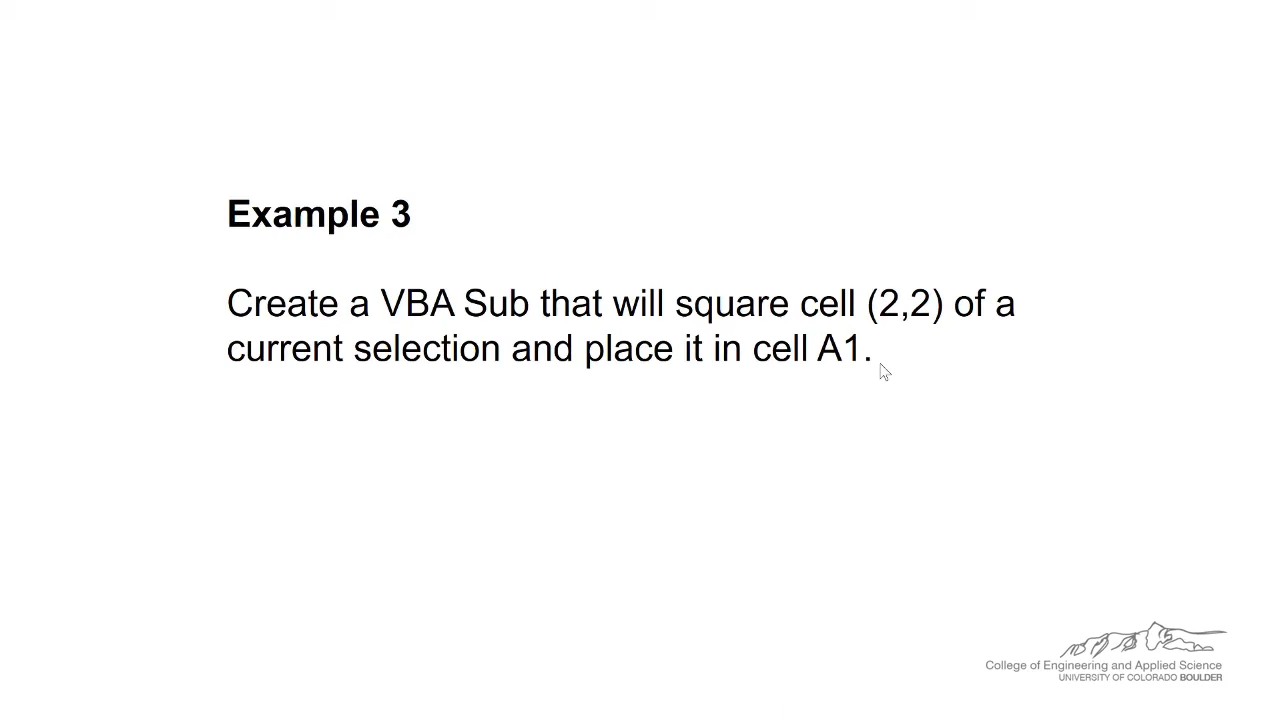 Example 3
Create a VBA Sub that will square cell (2,2) of a
current selection and place it in cell A1.
College of Engineering and Applied Science
UNIVERSITY OF COLORADO BOULDER